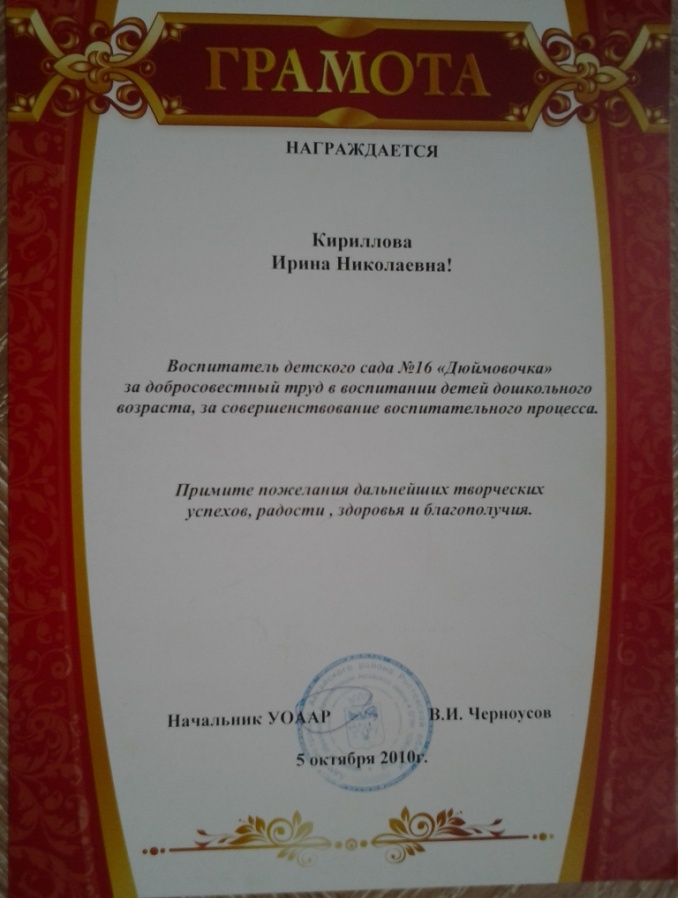 ГРАМОТА
НАГРАЖДАЕТСЯ
Кириллова
Ирина Николаевна!
Воспитатель детского сада №16 «Дюймовочка»
за добросовестный труд в воспитании детей дошкольного
возраста, за совершенствование воспитательного процесса.
Примите пожелания дальнейших творческих
успехов, радости , здоровья и благополучия.
Начальник УОААР В.И. Черноусов
5 октября 2010г.